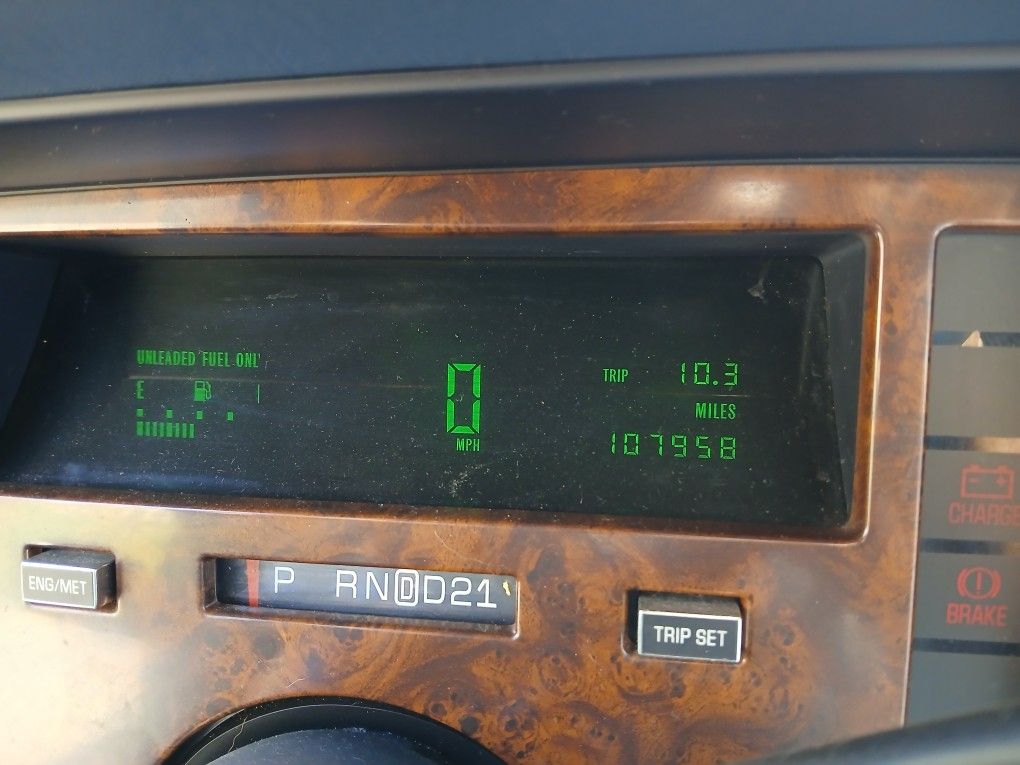 UNLEADED FUEL ONLY
TRIP 10.3
E
0
MILES
MPH
107958
CHARGE
ENG/MET
P RNDD21
TRIP SET
BRAKE